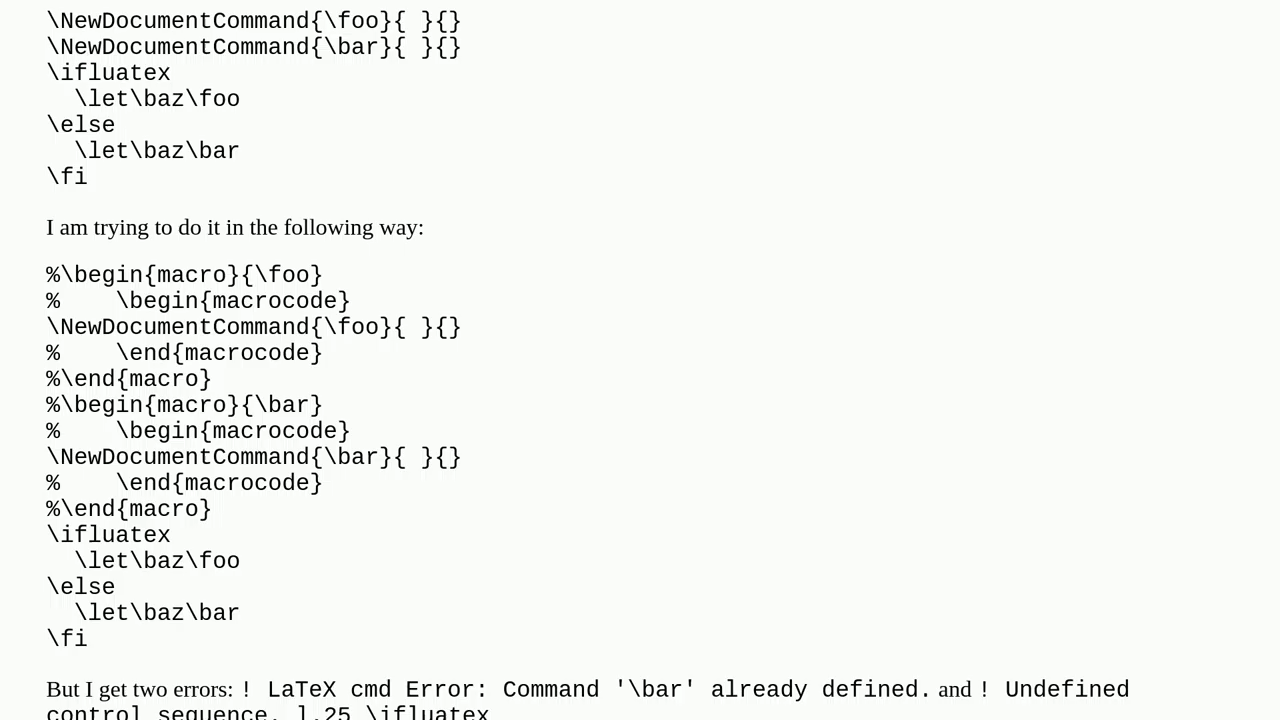 \NewDocumentCommand{\foo}{ }{}
\NewDocumentCommand{\bar}{ }{}
\ifluatex
  \let\baz\foo
\else
  \let\baz\bar
\fi
I am trying to do it in the following way:
%\begin{macro}{\foo}
%    \begin{macrocode}
\NewDocumentCommand{\foo}{ }{}
%    \end{macrocode}
%\end{macro}
%\begin{macro}{\bar}
%    \begin{macrocode}
\NewDocumentCommand{\bar}{ }{}
%    \end{macrocode}
%\end{macro}
\ifluatex
  \let\baz\foo
\else
  \let\baz\bar
\fi
But I get two errors: ! LaTeX cmd Error: Command '\bar' already defined. and ! Undefined
control sequence. l.25 \ifluatex